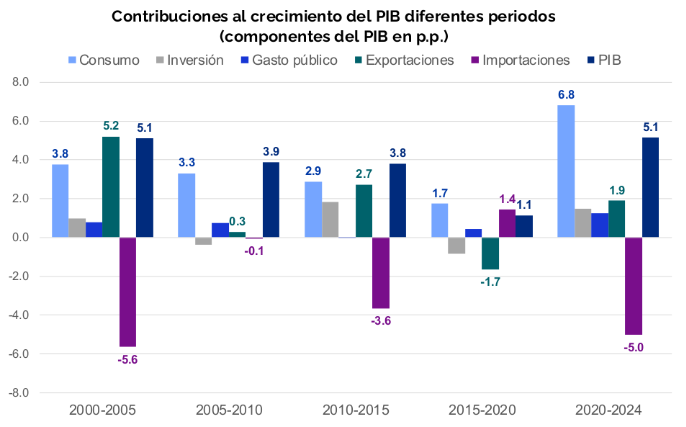 Contribuciones al crecimiento del PIB diferentes periodos
(componentes del PIB en p.p.)
Consumo Inversión Gasto público Exportaciones Importaciones PIB
8.0
6.0
4.0
2.0
0.0
-2.0
-4.0
-6.0
-8.0
3.8 5.2 5.1 -5.6
3.3 0.3 -0.1 3.9
2.9 2.7 -3.6 3.8
1.7 -1.7 1.4 1.1
6.8 1.9 -5.0 5.1
2000-2005 2005-2010 2010-2015 2015-2020 2020-2024